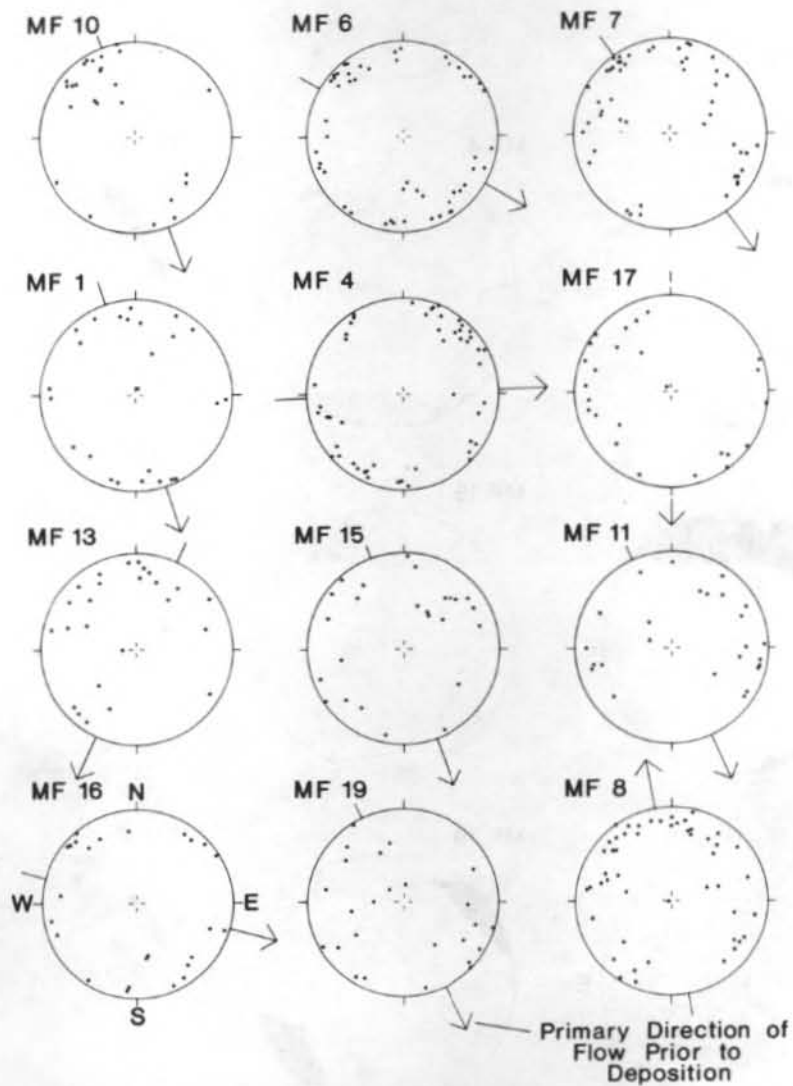 MF 10
MF 6
MF 7
MF 1
MF 4
MF 17
MF 13
MF 15
MF 11
MF 16
N
MF 19
MF 8
W
E
S
Primary Direction of
Flow Prior to
Deposition